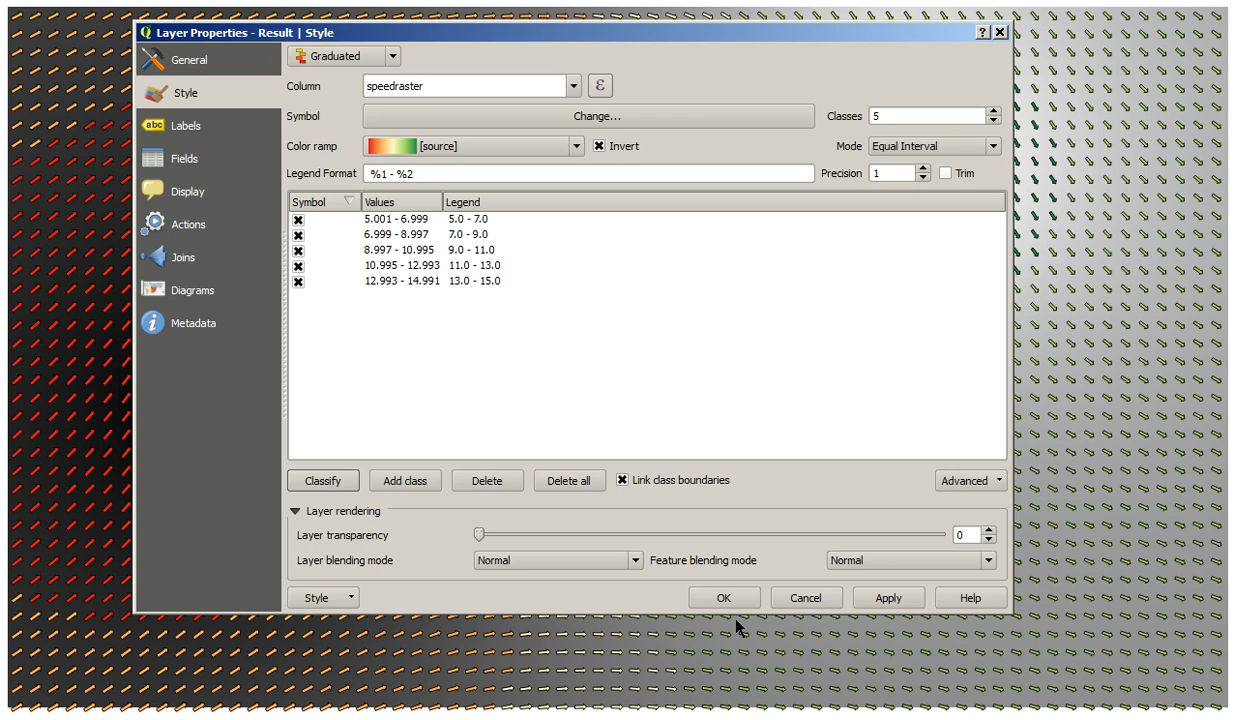 Layer Properties - Result | Style
General
Style
Labels
Fields
Display
Actions
Joins
Diagrams
Metadata
abc
Graduated
Column speedraster ε
Symbol Change... Classes 5
Color ramp [source] Invert Mode Equal Interval
Legend Format %1 - %2 Precision 1 Trim
Symbol Values Legend
5.001 - 6.999 5.0 - 7.0
6.999 - 8.997 7.0 - 9.0
8.997 - 10.995 9.0 - 11.0
10.995 - 12.993 11.0 - 13.0
12.993 - 14.991 13.0 - 15.0
Classify Add class Delete Delete all Link class boundaries Advanced
Layer rendering
Layer transparency 0
Layer blending mode Normal Feature blending mode Normal
Style OK Cancel Apply Help